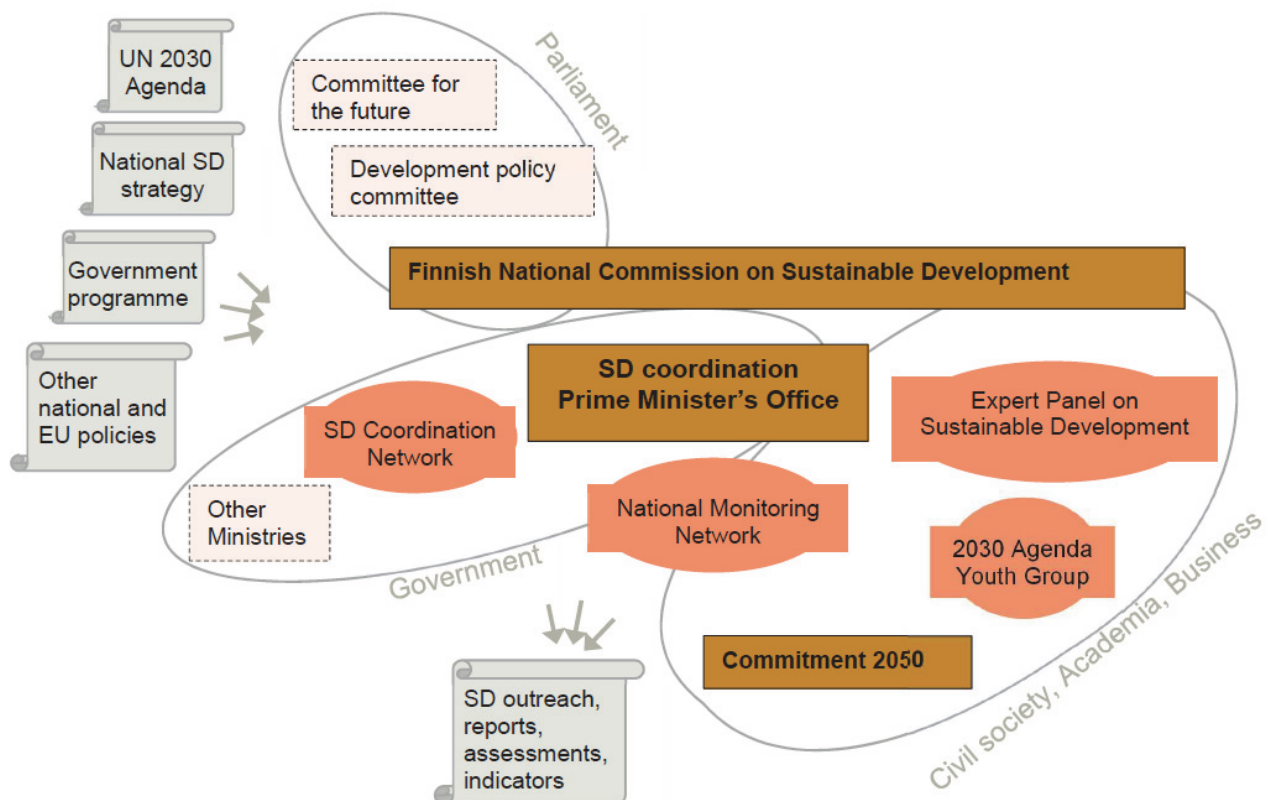 UN 2030
Agenda
National SD
strategy
Government
programme
Other
national and
EU policies
Parliament
Committee for
the future
Development policy
committee
Finnish National Commission on Sustainable Development
SD coordination
Prime Minister's Office
SD Coordination
Network
Other
Ministries
Government
National Monitoring
Network
Expert Panel on
Sustainable Development
2030 Agenda
Youth Group
Commitment 2050
Civil society, Academia, Business
SD outreach,
reports,
assessments,
indicators